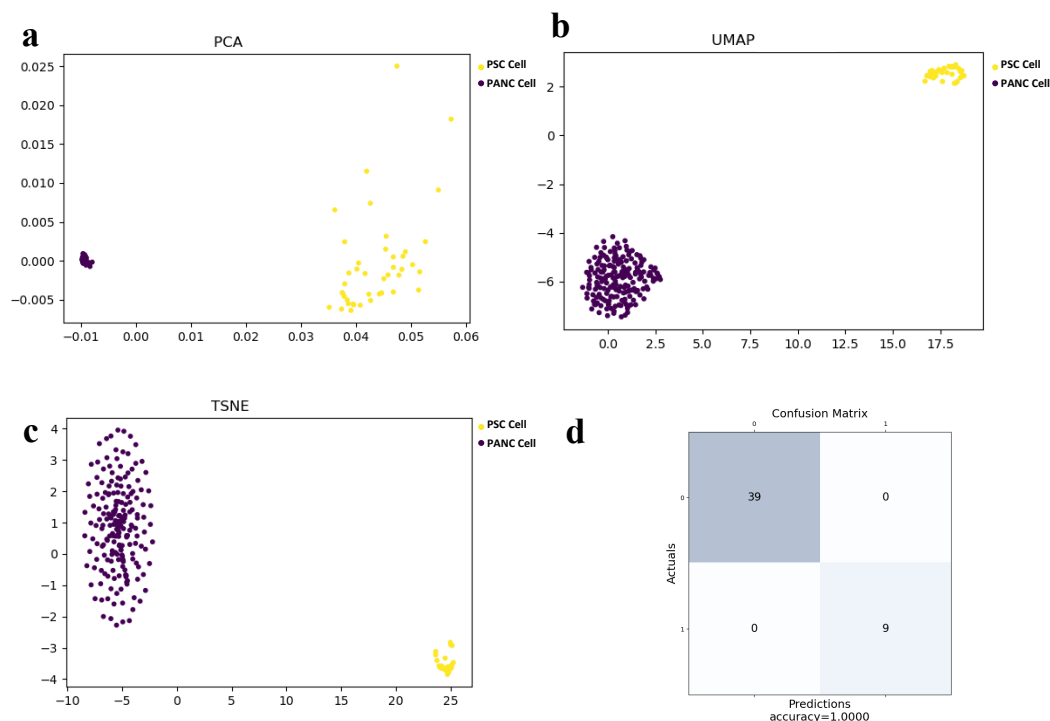 a
PCA
PSC Cell
PANC Cell
0.025
0.020
0.015
0.010
0.005
0.000
−0.005
−0.01 0.00 0.01 0.02 0.03 0.04 0.05 0.06
b
UMAP
PSC Cell
PANC Cell
2
0
−2
−4
−6
0.0 2.5 5.0 7.5 10.0 12.5 15.0 17.5
c
TSNE
PSC Cell
PANC Cell
4
3
2
1
0
−1
−2
−3
−4
−10 −5 0 5 10 15 20 25
d
Confusion Matrix
0 1
0 39 0
Actuals
1 0 9
Predictions
accuracy=1.0000